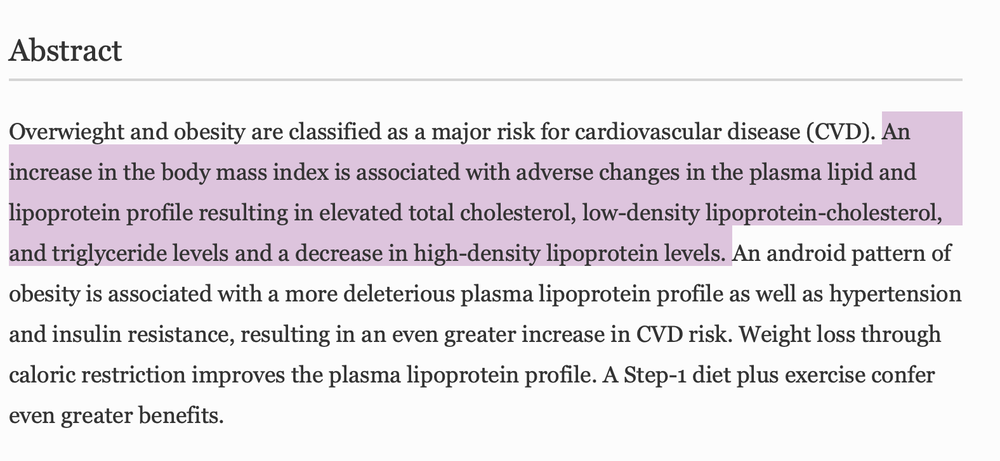 Abstract
Overwieght and obesity are classified as a major risk for cardiovascular disease (CVD). An
increase in the body mass index is associated with adverse changes in the plasma lipid and
lipoprotein profile resulting in elevated total cholesterol, low-density lipoprotein-cholesterol,
and triglyceride levels and a decrease in high-density lipoprotein levels. An android pattern of
obesity is associated with a more deleterious plasma lipoprotein profile as well as hypertension
and insulin resistance, resulting in an even greater increase in CVD risk. Weight loss through
caloric restriction improves the plasma lipoprotein profile. A Step-1 diet plus exercise confer
even greater benefits.